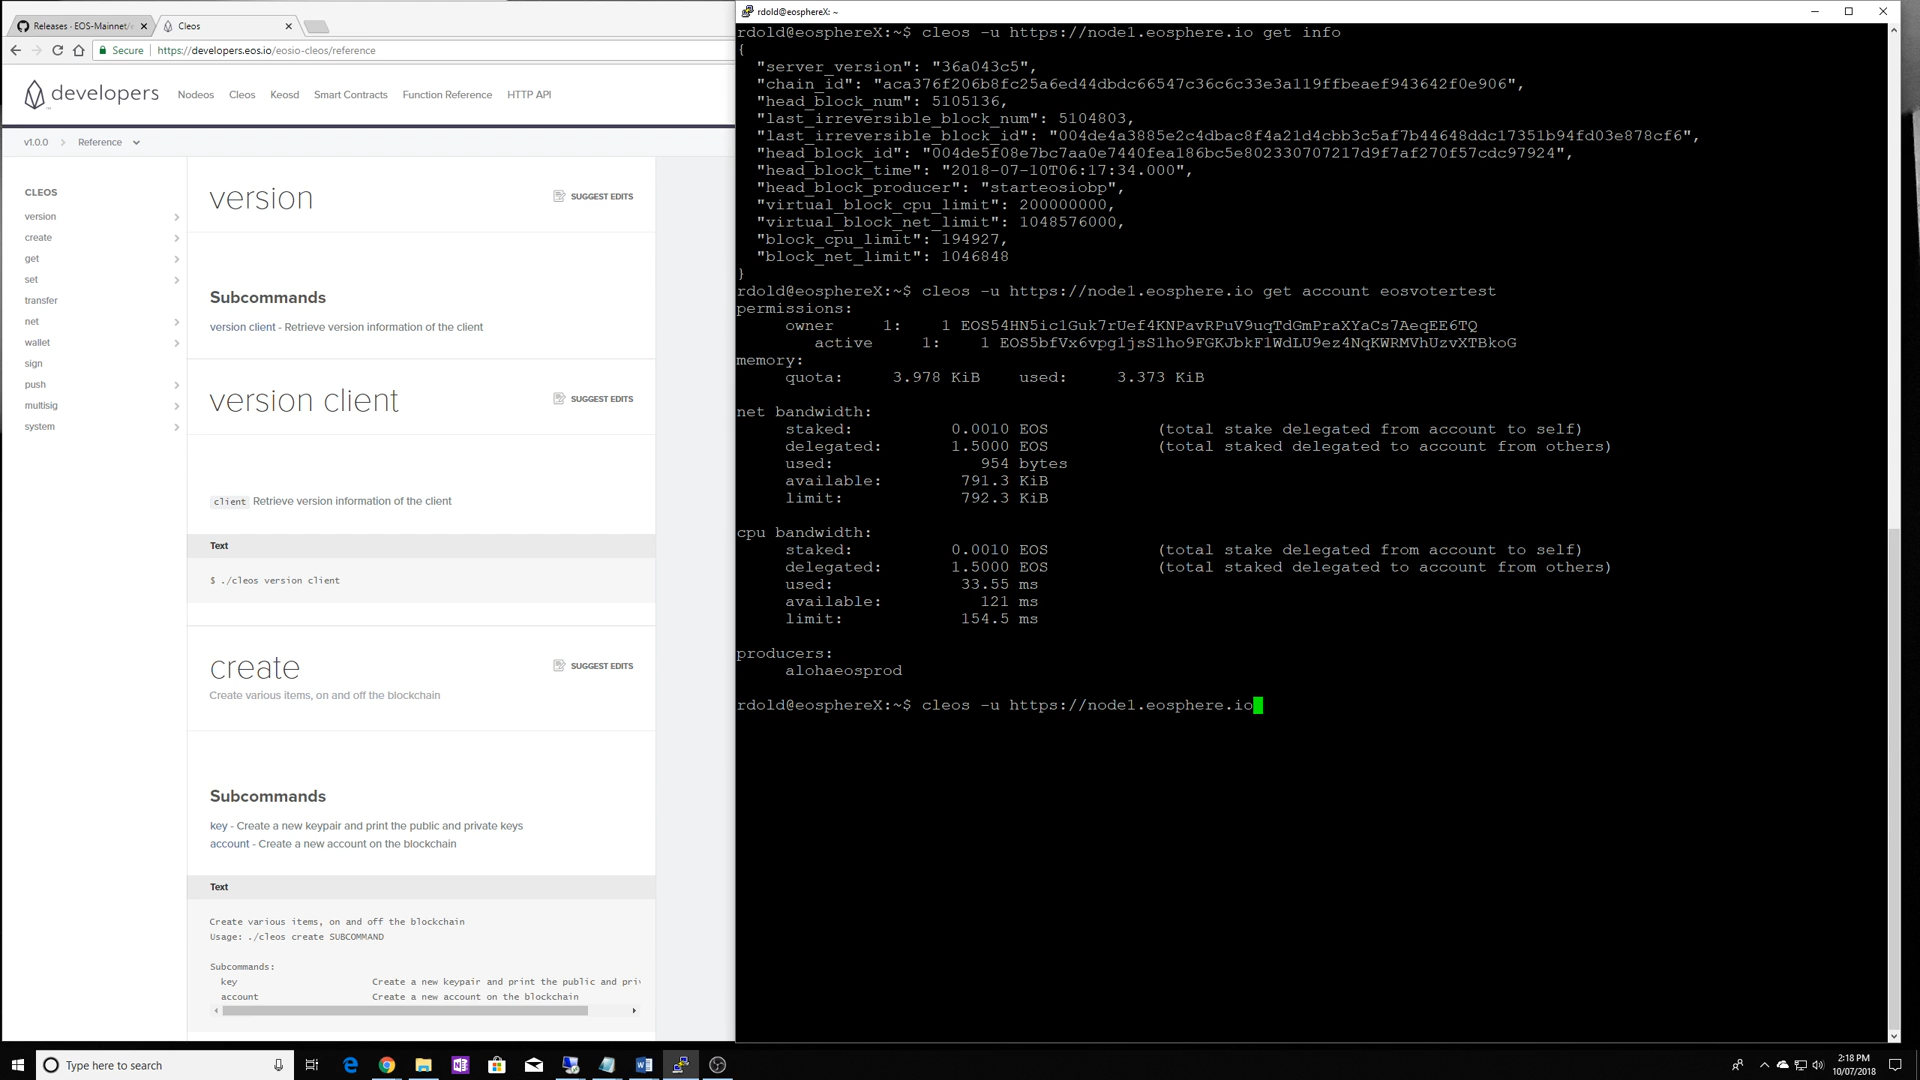 Releases · EOS-Mainnet/e
Cleos
Secure
https://developers.eos.io/eosio-cleos/reference
developers
Nodeos
Cleos
Keosd
Smart Contracts
Function Reference
HTTP API
v1.0.0
Reference
CLEOS
version
create
get
set
transfer
net
wallet
sign
push
multisig
system
version
SUGGEST EDITS
Subcommands
version client - Retrieve version information of the client
version client
SUGGEST EDITS
client Retrieve version information of the client
Text
$ ./cleos version client
create
SUGGEST EDITS
Create various items, on and off the blockchain
Subcommands
key - Create a new keypair and print the public and private keys
account - Create a new account on the blockchain
Text
Create various items, on and off the blockchain
Usage: ./cleos create SUBCOMMAND
Subcommands:
key Create a new keypair and print the public and priv
account Create a new account on the blockchain
rdold@eosphereX: ~
rdold@eosphereX:~$ cleos -u https://node1.eosphere.io get info
{
"server_version": "36a043c5",
"chain_id": "aca376f206b8fc25a6ed44dbdc66547c36c6c33e3a119ffbeaef943642f0e906",
"head_block_num": 5105136,
"last_irreversible_block_num": 5104803,
"last_irreversible_block_id": "004de4a3885e2c4dbac8f4a21d4cbb3c5af7b44648ddc17351b94fd03e878cf6",
"head_block_id": "004de5f08e7bc7aa0e7440fea186bc5e802330707217d9f7af270f57cdc97924",
"head_block_time": "2018-07-10T06:17:34.000",
"head_block_producer": "starteosiobp",
"virtual_block_cpu_limit": 200000000,
"virtual_block_net_limit": 1048576000,
"block_cpu_limit": 194927,
"block_net_limit": 1046848
}
rdold@eosphereX:~$ cleos -u https://node1.eosphere.io get account eosvotertest
permissions:
owner 1: 1 EOS54HN5ic1Guk7rUef4KNPavRPuV9uqTdGmPraXYaCs7AeqEE6TQ
active 1: 1 EOS5bfVx6vpg1jsS1ho9FGKJbkF1WdLU9ez4NqKWRMVhUzvXTBkoG
memory:
quota: 3.978 KiB used: 3.373 KiB
net bandwidth:
staked: 0.0010 EOS (total stake delegated from account to self)
delegated: 1.5000 EOS (total staked delegated to account from others)
used: 954 bytes
available: 791.3 KiB
limit: 792.3 KiB
cpu bandwidth:
staked: 0.0010 EOS (total stake delegated from account to self)
delegated: 1.5000 EOS (total staked delegated to account from others)
used: 33.55 ms
available: 121 ms
limit: 154.5 ms
producers:
alohaeosprod
rdold@eosphereX:~$ cleos -u https://node1.eosphere.io
Type here to search
2:18 PM
10/07/2018